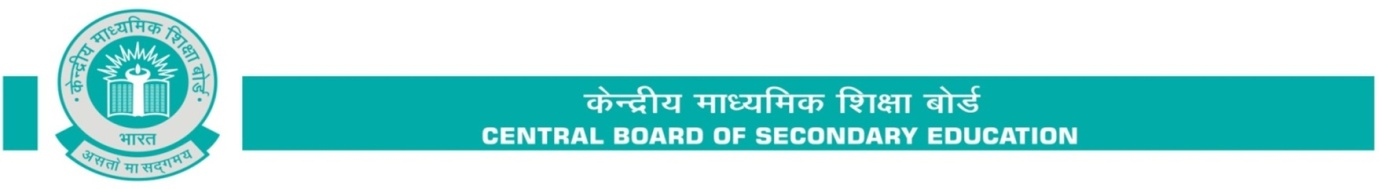 केन्द्रीय माध्यमिक शिक्षा बोर्ड
भारत
असतो मा सद्गमय
केन्द्रीय माध्यमिक शिक्षा बोर्ड
CENTRAL BOARD OF SECONDARY EDUCATION